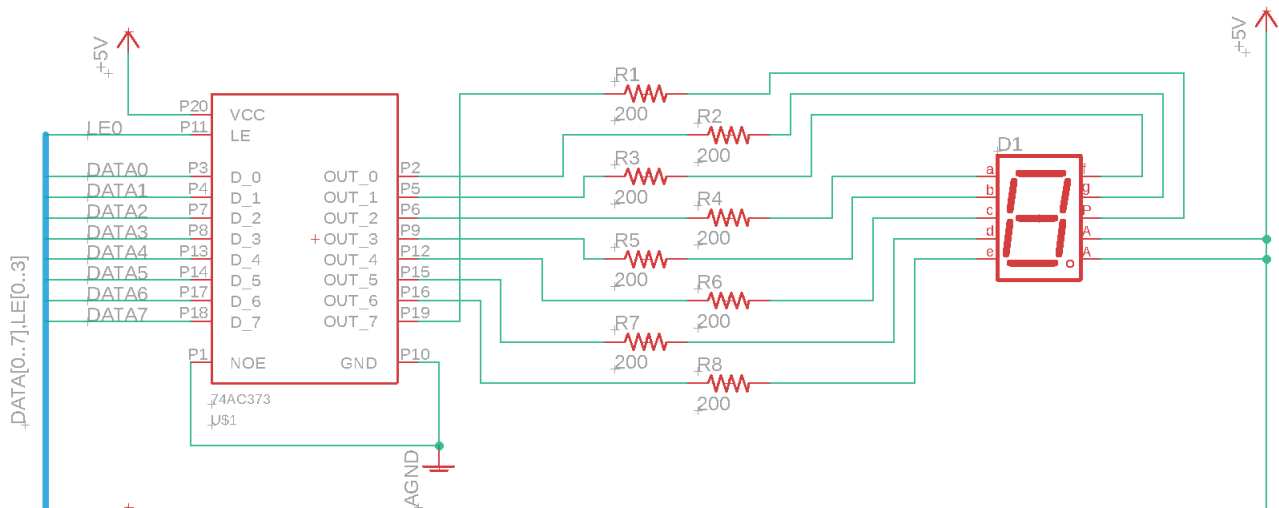 +5V
+5V
P20 VCC
P11 LE
LE0
DATA0 P3 D_0 OUT_0 P2
DATA1 P4 D_1 OUT_1 P5
DATA2 P7 D_2 OUT_2 P6
DATA3 P8 D_3 OUT_3 P9
DATA4 P13 D_4 OUT_4 P12
DATA5 P14 D_5 OUT_5 P15
DATA6 P17 D_6 OUT_6 P16
DATA7 P18 D_7 OUT_7 P19
P1 NOE GND P10
74AC373
U$1
DATA[0..7],LE[0..3]
AGND
R1
200
R2
200
R3
200
R4
200
R5
200
R6
200
R7
200
R8
200
D1
a f
b g
c P
d A
e A